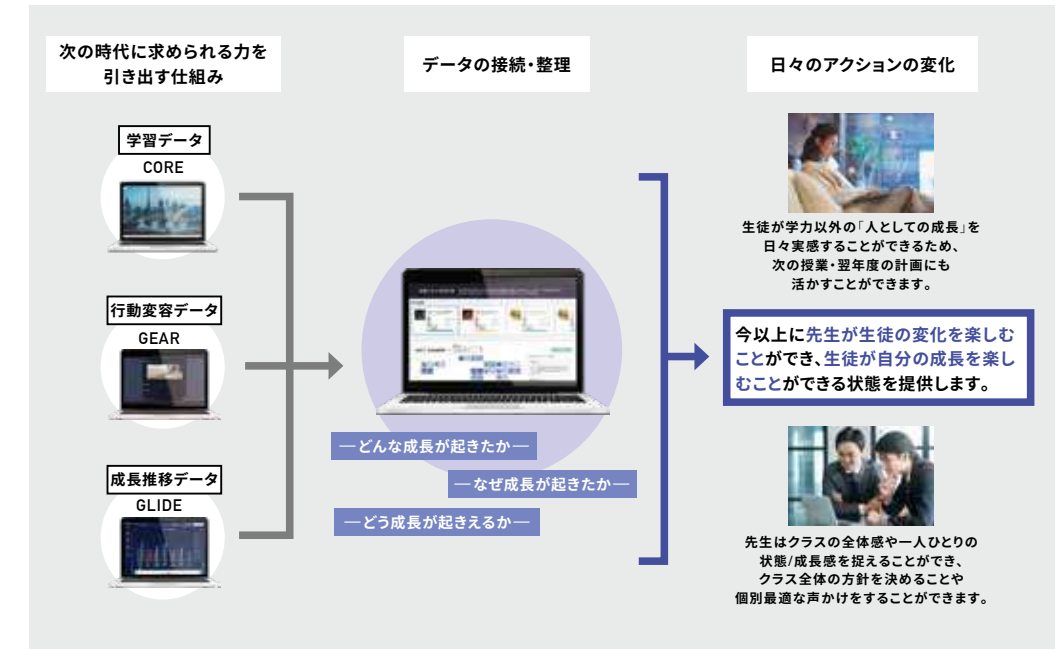 次の時代に求められる力を
引き出す仕組み
学習データ
CORE
行動変容データ
GEAR
成長推移データ
GLIDE
データの接続・整理
―どんな成長が起きたか―
―なぜ成長が起きたか―
―どう成長が起きえるか―
日々のアクションの変化
生徒が学力以外の「人としての成長」を
日々実感することができるため、
次の授業・翌年度の計画にも
活かすことができます。
今以上に先生が生徒の変化を楽しむ
ことができ、生徒が自分の成長を楽し
むことができる状態を提供します。
先生はクラスの全体感や一人ひとりの
状態/成長感を捉えることができ、
クラス全体の方針を決めることや
個別最適な声かけをすることができます。